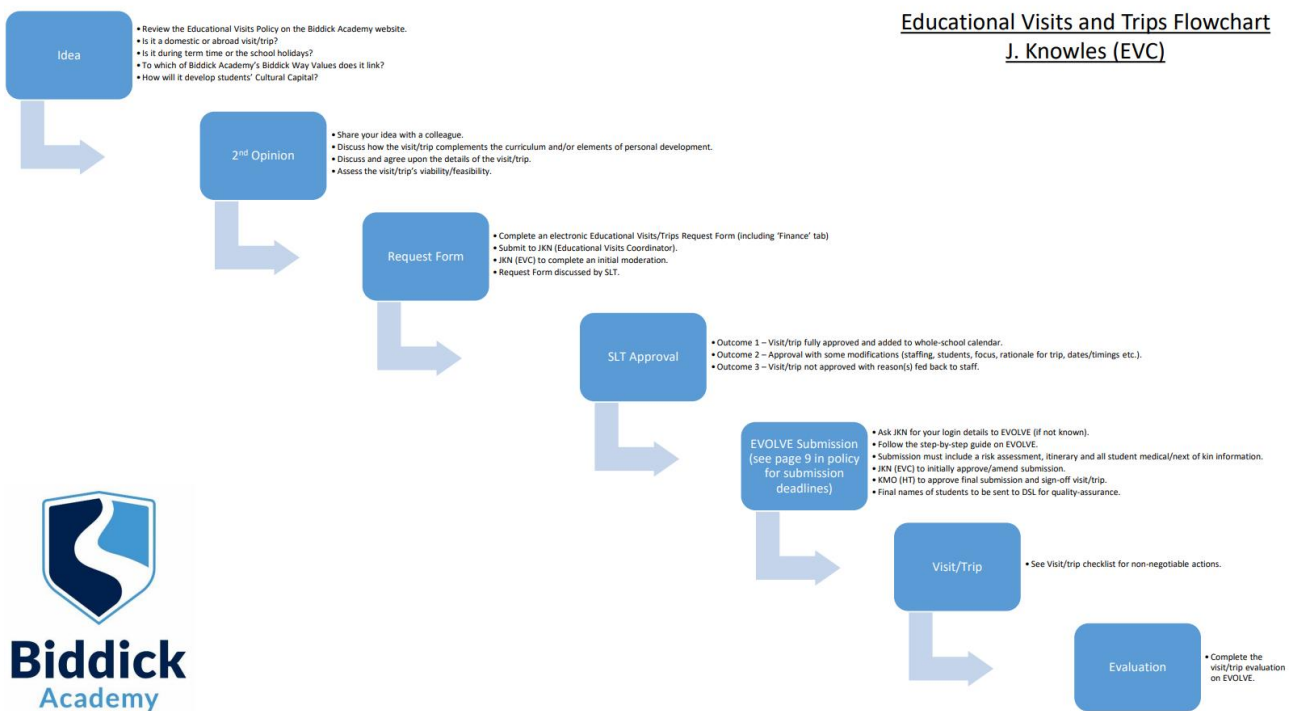 Educational Visits and Trips Flowchart
J. Knowles (EVC)
Idea
• Review the Educational Visits Policy on the Biddick Academy website.
• Is it a domestic or abroad visit/trip?
• Is it during term time or the school holidays?
• To which of Biddick Academy's Biddick Way Values does it link?
• How will it develop students' Cultural Capital?
2nd Opinion
• Share your idea with a colleague.
• Discuss how the visit/trip complements the curriculum and/or elements of personal development.
• Discuss and agree upon the details of the visit/trip.
• Assess the visit/trip's viability/feasibility.
Request Form
• Complete an electronic Educational Visits/Trips Request Form (including 'Finance' tab)
• Submit to JKN (Educational Visits Coordinator).
• JKN (EVC) to complete an initial moderation.
• Request Form discussed by SLT.
SLT Approval
• Outcome 1 – Visit/trip fully approved and added to whole-school calendar.
• Outcome 2 – Approval with some modifications (staffing, students, focus, rationale for trip, dates/timings etc.).
• Outcome 3 – Visit/trip not approved with reason(s) fed back to staff.
EVOLVE Submission
(see page 9 in policy
for submission
deadlines)
• Ask JKN for your login details to EVOLVE (if not known).
• Follow the step-by-step guide on EVOLVE.
• Submission must include a risk assessment, itinerary and all student medical/next of kin information.
• JKN (EVC) to initially approve/amend submission.
• KMO (HT) to approve final submission and sign-off visit/trip.
• Final names of students to be sent to DSL for quality-assurance.
Visit/Trip
• See Visit/trip checklist for non-negotiable actions.
Evaluation
• Complete the
visit/trip evaluation
on EVOLVE.
Biddick
Academy